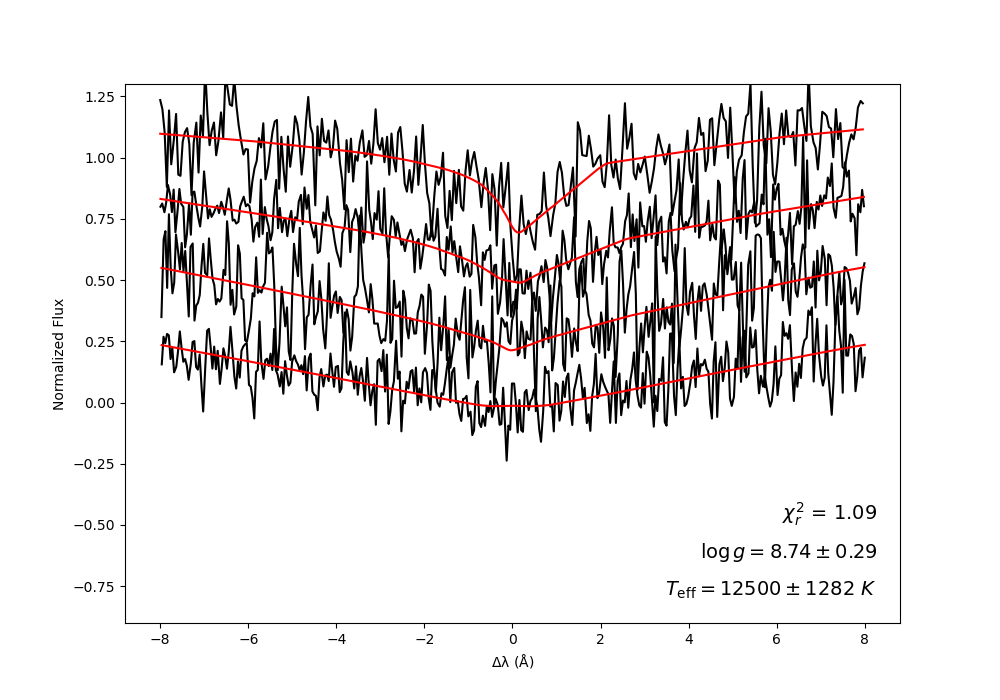 1.25
1.00
0.75
0.50
0.25
0.00
−0.25
−0.50
−0.75
Normalized Flux
χ²ᵣ = 1.09
log g = 8.74 ± 0.29
T_eff = 12500 ± 1282 K
−8 −6 −4 −2 0 2 4 6 8
Δλ (Å)